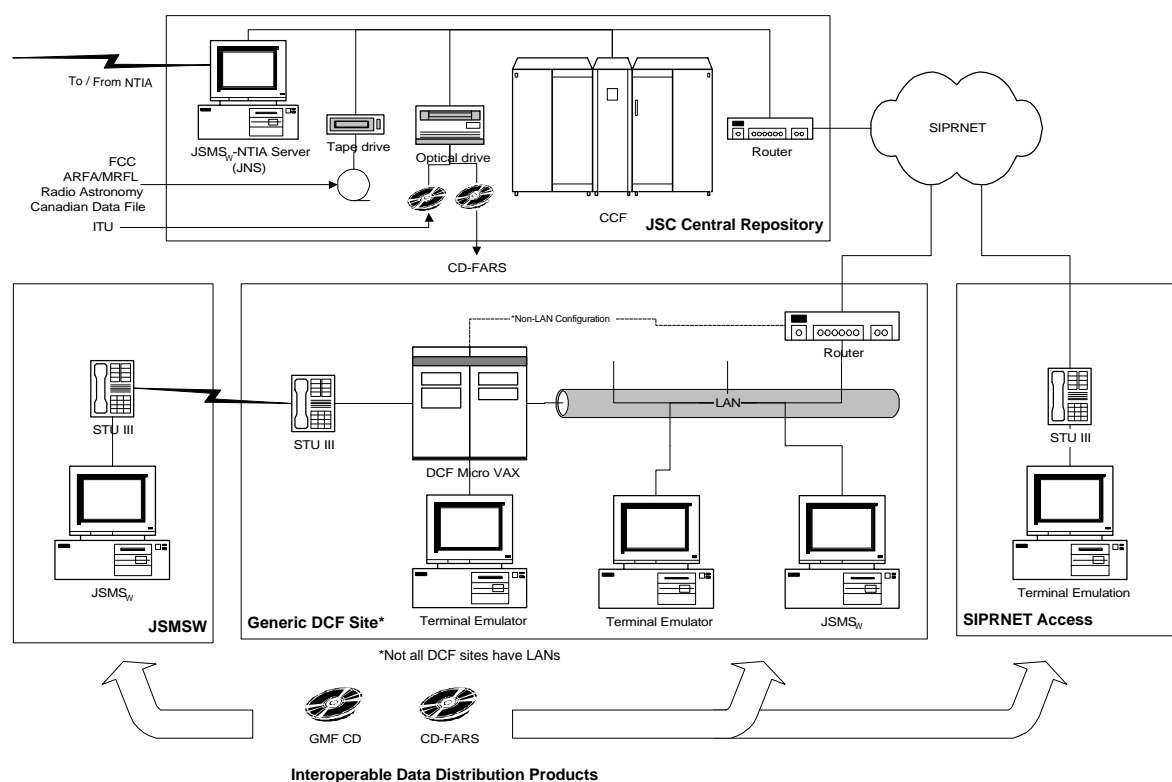 To / From NTIA
JSMSW-NTIA Server
(JNS)
Tape drive
Optical drive
CCF
Router
SIPRNET
FCC
ARFA/MRFL
Radio Astronomy
Canadian Data File
ITU
JSC Central Repository
CD-FARS
*Non-LAN Configuration
Router
LAN
STU III
STU III
DCF Micro VAX
STU III
JSMSW
Terminal Emulator
Terminal Emulator
JSMSW
Terminal Emulation
JSMSW
Generic DCF Site*
SIPRNET Access
*Not all DCF sites have LANs
GMF CD
CD-FARS
Interoperable Data Distribution Products